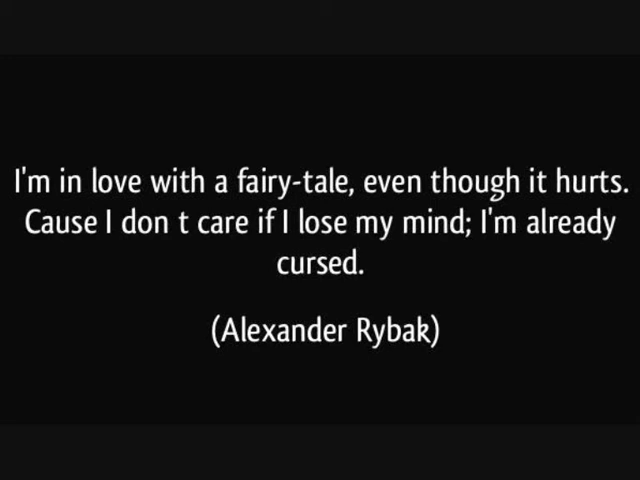 I'm in love with a fairy-tale, even though it hurts.
Cause I don t care if I lose my mind; I'm already
cursed.
(Alexander Rybak)